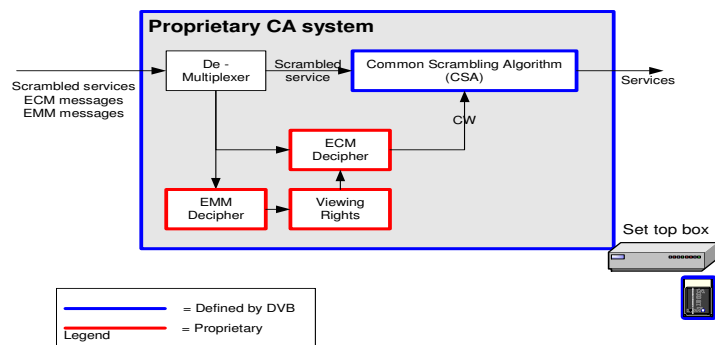 Proprietary CA system
De -
Multiplexer
Scrambled
service
Common Scrambling Algorithm
(CSA)
Scrambled services
ECM messages
EMM messages
Services
CW
ECM
Decipher
EMM
Decipher
Viewing
Rights
Set top box
= Defined by DVB
= Proprietary
Legend